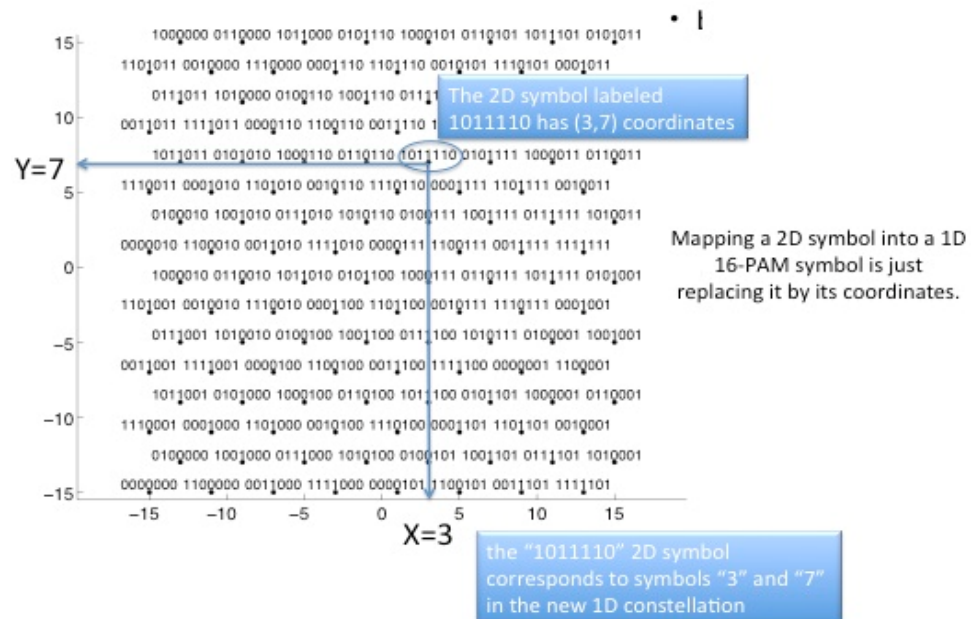 • 
15 1000000 0110000 1011000 0101110 1000101 0110101 1011101 0101011
1101011 0010000 1110000 0001110 1101110 0010101 1110101 0001011
0111011 1010000 0100110 1001110 01111
The 2D symbol labeled
10 0011011 1111011 0000110 1100110 0011110 1
1011110 has (3,7) coordinates
Y=7 1011011 0101000 1000110 0110110 1011110 0101111 1000011 0110011
5 1110011 0001010 1101010 0010110 1110110 0001111 1101111 0010011
0100010 1001010 0111010 1010110 0100111 1001111 0111111 1010011
0 0000010 1100010 0011010 1111010 0000111 1100111 0011111 1111111
Mapping a 2D symbol into a 1D
16-PAM symbol is just
replacing it by its coordinates.
1000010 0110010 1011010 0101100 1000111 0110111 1011111 0101001
1101001 0010010 1110010 0001100 1101100 0010111 1110111 0001001
−5 0111001 1010010 0100100 1001100 0111100 1010111 0100001 1001001
0011001 1111001 0000100 1100100 0011100 1111100 0000001 1100001
1011001 0101000 1000100 0110100 1011100 0101101 1000001 0110001
−10 1110001 0001000 1101000 0010100 1110100 0001101 1101101 0010001
0100000 1001000 0111000 1010100 0100101 1001101 0111101 1010001
−15 0000000 1100000 0011000 1111000 0000101 1100101 0011101 1111101
−15 −10 −5 0 5 10 15
X=3
the “1011110” 2D symbol
corresponds to symbols “3” and “7”
in the new 1D constellation